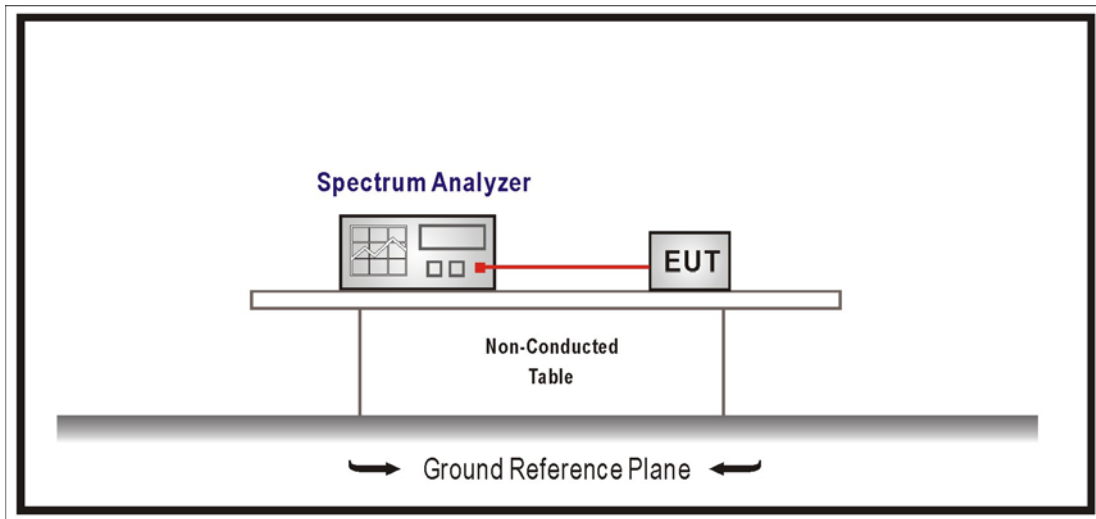 Spectrum Analyzer
EUT
Non-Conducted
Table
Ground Reference Plane